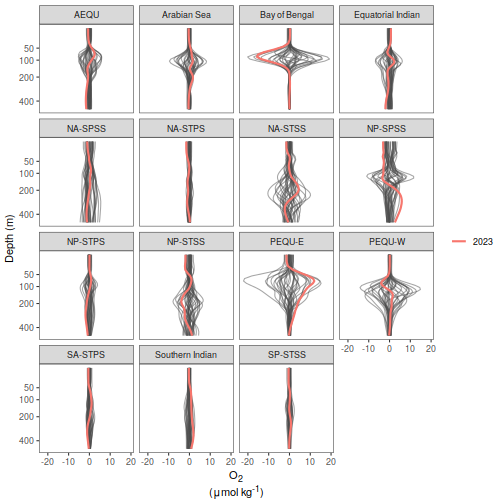 AEQU Arabian Sea Bay of Bengal Equatorial Indian
50
100
200
400
NA-SPSS NA-STPS NA-STSS NP-SPSS
50
100
200
400
NP-STPS NP-STSS PEQU-E PEQU-W
50
100
200
400
-20 -10 0 10 20
SA-STPS Southern Indian SP-STSS
50
100
200
400
-20 -10 0 10 20 -20 -10 0 10 20 -20 -10 0 10 20
Depth (m)
O2
(μmol kg-1)
2023